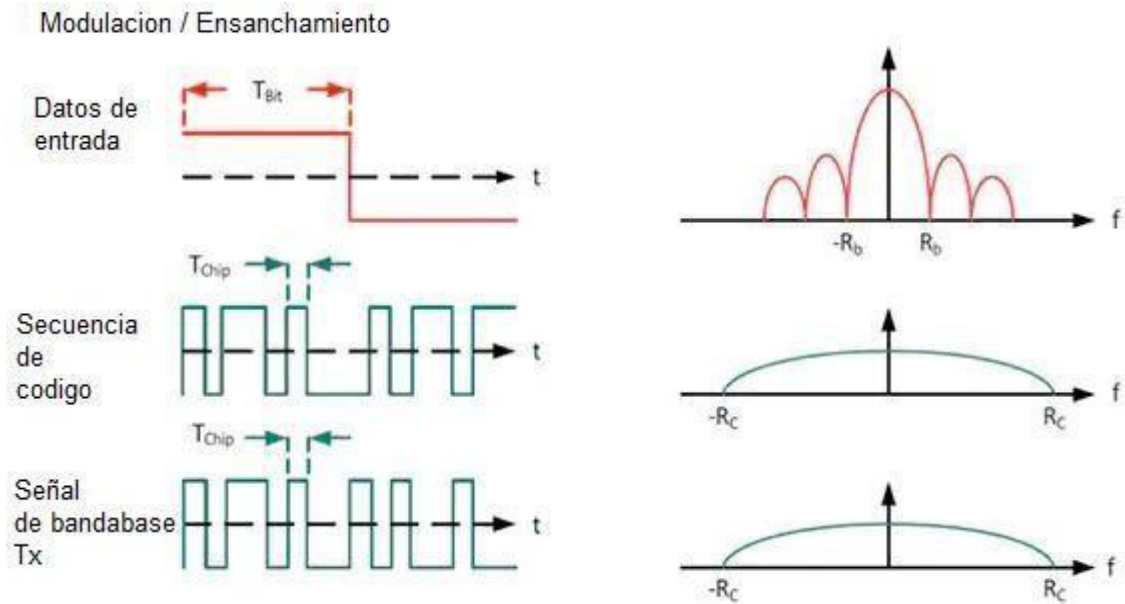 Modulacion / Ensanchamiento
Datos de
entrada
T_Bit
t
-R_b
R_b
f
Secuencia
de
codigo
T_Chip
t
-R_C
R_C
f
Señal
de bandabase
Tx
T_Chip
t
-R_C
R_C
f